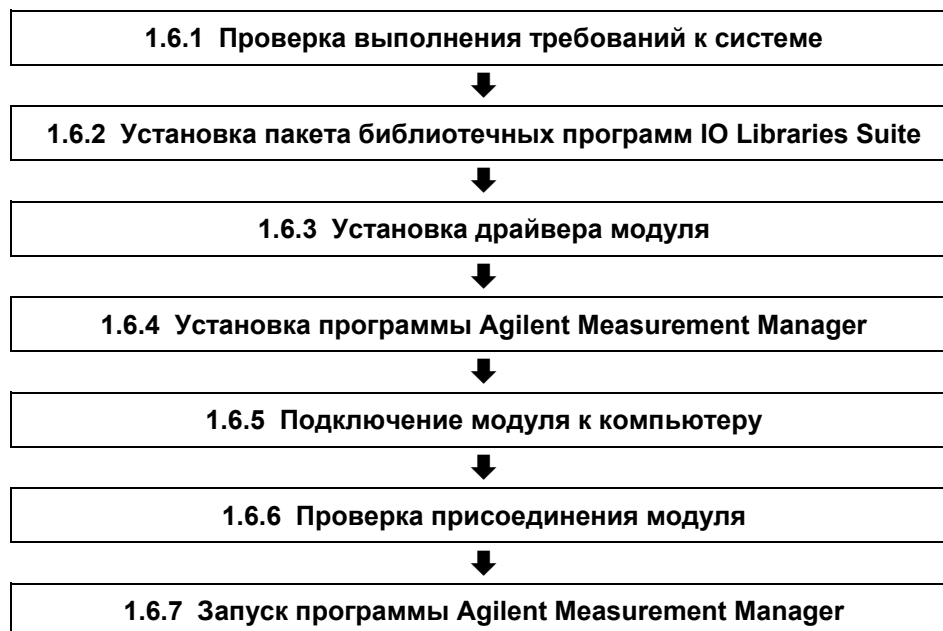 1.6.1 Проверка выполнения требований к системе
1.6.2 Установка пакета библиотечных программ IO Libraries Suite
1.6.3 Установка драйвера модуля
1.6.4 Установка программы Agilent Measurement Manager
1.6.5 Подключение модуля к компьютеру
1.6.6 Проверка присоединения модуля
1.6.7 Запуск программы Agilent Measurement Manager